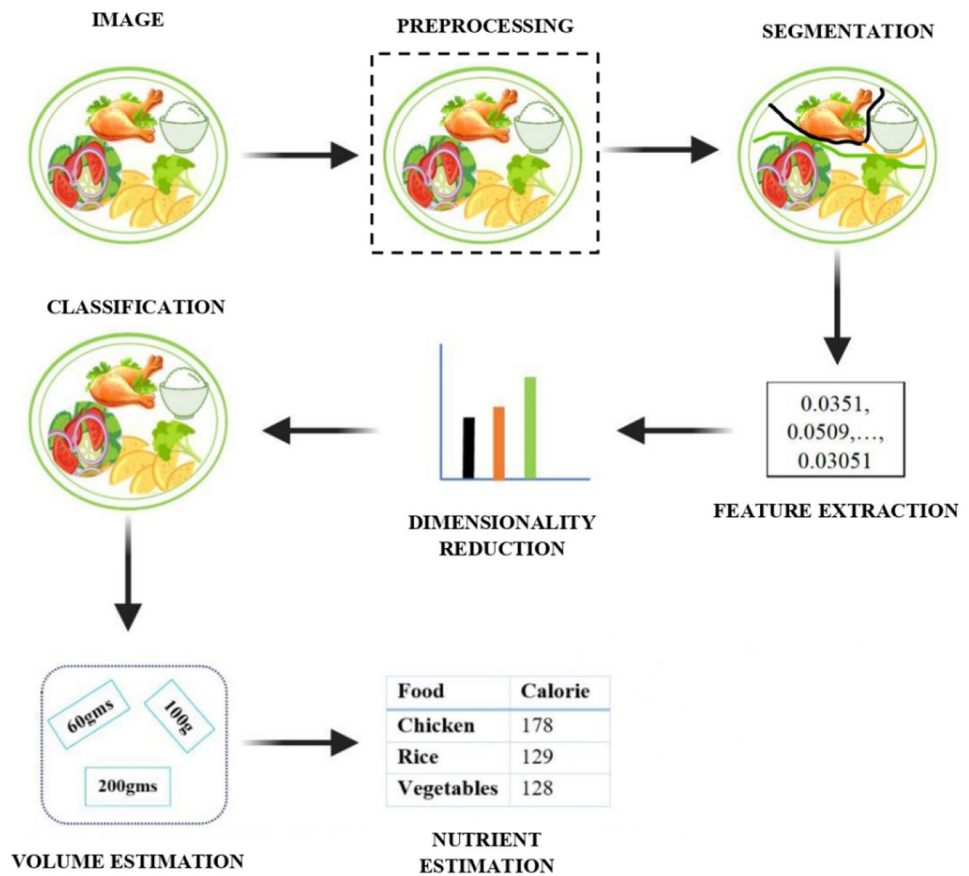 IMAGE
PREPROCESSING
SEGMENTATION
CLASSIFICATION
0.0351,
0.0509,...,
0.03051
DIMENSIONALITY
REDUCTION
FEATURE EXTRACTION
60gms
100g
200gms
VOLUME ESTIMATION
Food Calorie
Chicken 178
Rice 129
Vegetables 128
NUTRIENT
ESTIMATION